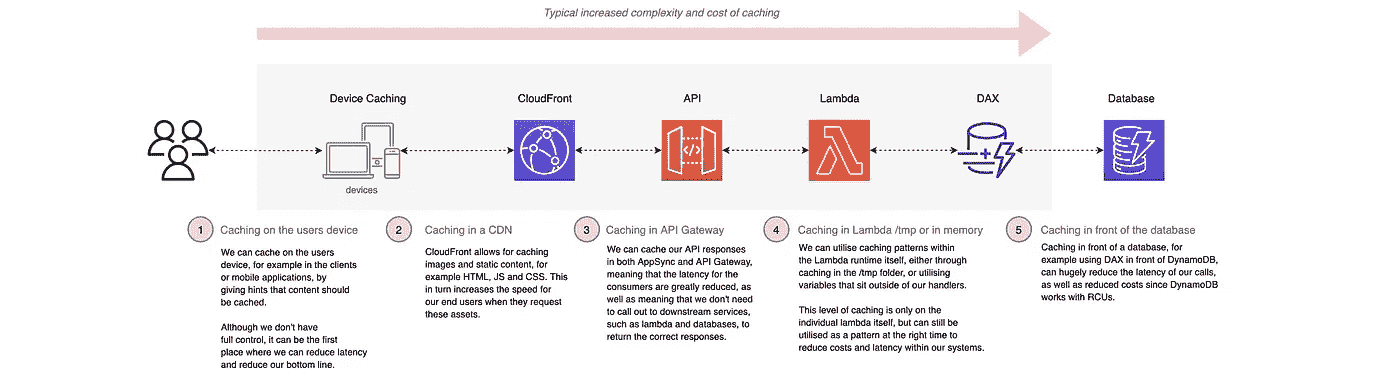 Typical increased complexity and cost of caching
Device Caching
CloudFront
API
Lambda
DAX
Database
devices
1
Caching on the users device
We can cache on the users
device, for example in the clients
or mobile applications, by
giving hints that content should
be cached.
Although we don't have
full control, it can be the first
place where we can reduce latency
and reduce our bottom line.
2
Caching in a CDN
CloudFront allows for caching
images and static content, for
example HTML, JS and CSS. This
in turn increases the speed for
our end users when they request
these assets.
3
Caching in API Gateway
We can cache our API responses
in both AppSync and API Gateway,
meaning that the latency for the
consumers are greatly reduced, as
well as meaning that we don't need
to call out to downstream services,
such as lambda and databases, to
return the correct responses.
4
Caching in Lambda /tmp or in memory
We can utilise caching patterns within
the Lambda runtime itself, either through
caching in the /tmp folder, or utilising
variables that sit outside of our handlers.
This level of caching is only on the
individual lambda itself, but can still be
utilised as a pattern at the right time to
reduce costs and latency within our systems.
5
Caching in front of the database
Caching in front of a database, for
example using DAX in front of DynamoDB,
can hugely reduce the latency of our calls,
as well as reduced costs since DynamoDB
works with RCUs.